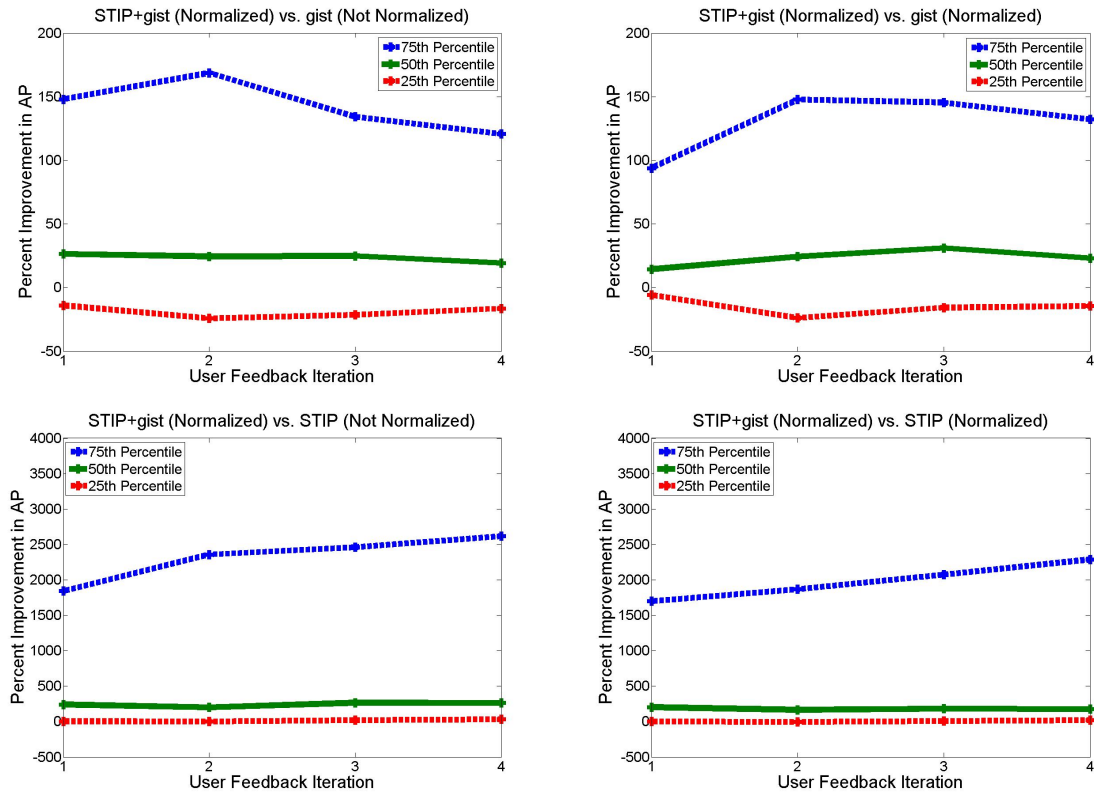 STIP+gist (Normalized) vs. gist (Not Normalized)
200
150
100
50
0
-50
1
2
3
4
Percent Improvement in AP
User Feedback Iteration
75th Percentile
50th Percentile
25th Percentile
STIP+gist (Normalized) vs. gist (Normalized)
200
150
100
50
0
-50
1
2
3
4
Percent Improvement in AP
User Feedback Iteration
75th Percentile
50th Percentile
25th Percentile
STIP+gist (Normalized) vs. STIP (Not Normalized)
4000
3500
3000
2500
2000
1500
1000
500
0
-500
1
2
3
4
Percent Improvement in AP
User Feedback Iteration
75th Percentile
50th Percentile
25th Percentile
STIP+gist (Normalized) vs. STIP (Normalized)
4000
3500
3000
2500
2000
1500
1000
500
0
-500
1
2
3
4
Percent Improvement in AP
User Feedback Iteration
75th Percentile
50th Percentile
25th Percentile